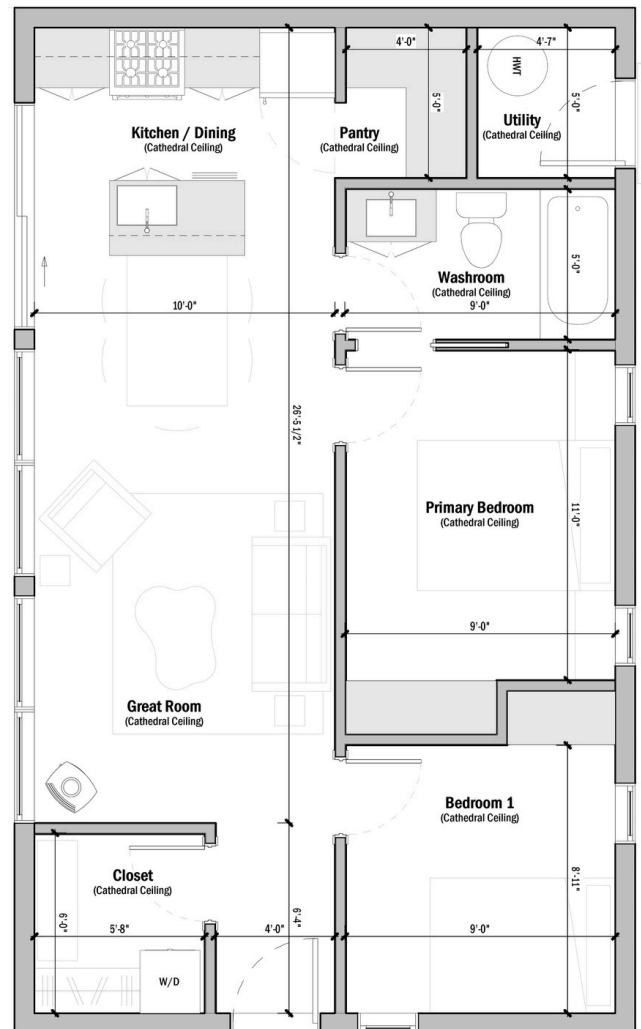 4'-0"
4'-7"
HWT
5'-0"
5'-0"
Kitchen / Dining
(Cathedral Ceiling)
Pantry
(Cathedral Ceiling)
Utility
(Cathedral Ceiling)
Washroom
(Cathedral Ceiling)
5'-0"
10'-0"
9'-0"
26'-5 1/2"
Primary Bedroom
(Cathedral Ceiling)
11'-0"
9'-0"
Great Room
(Cathedral Ceiling)
Bedroom 1
(Cathedral Ceiling)
Closet
(Cathedral Ceiling)
8'-11"
6'-0"
6'-4"
5'-8"
4'-0"
9'-0"
W/D